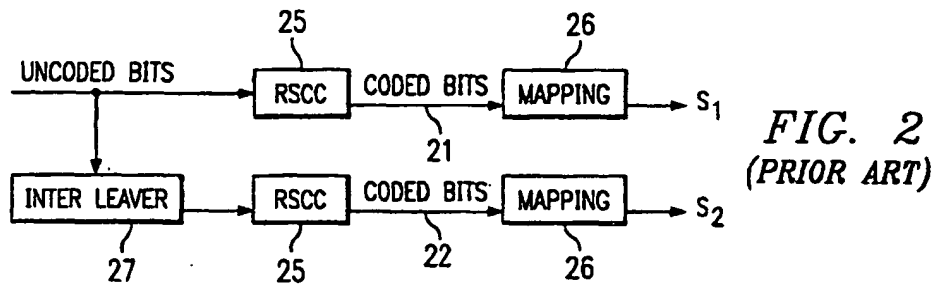 25
26
UNCODED BITS
RSCC
CODED BITS
MAPPING
S1
21
FIG. 2
(PRIOR ART)
INTER LEAVER
RSCC
CODED BITS
MAPPING
S2
27
25
22
26